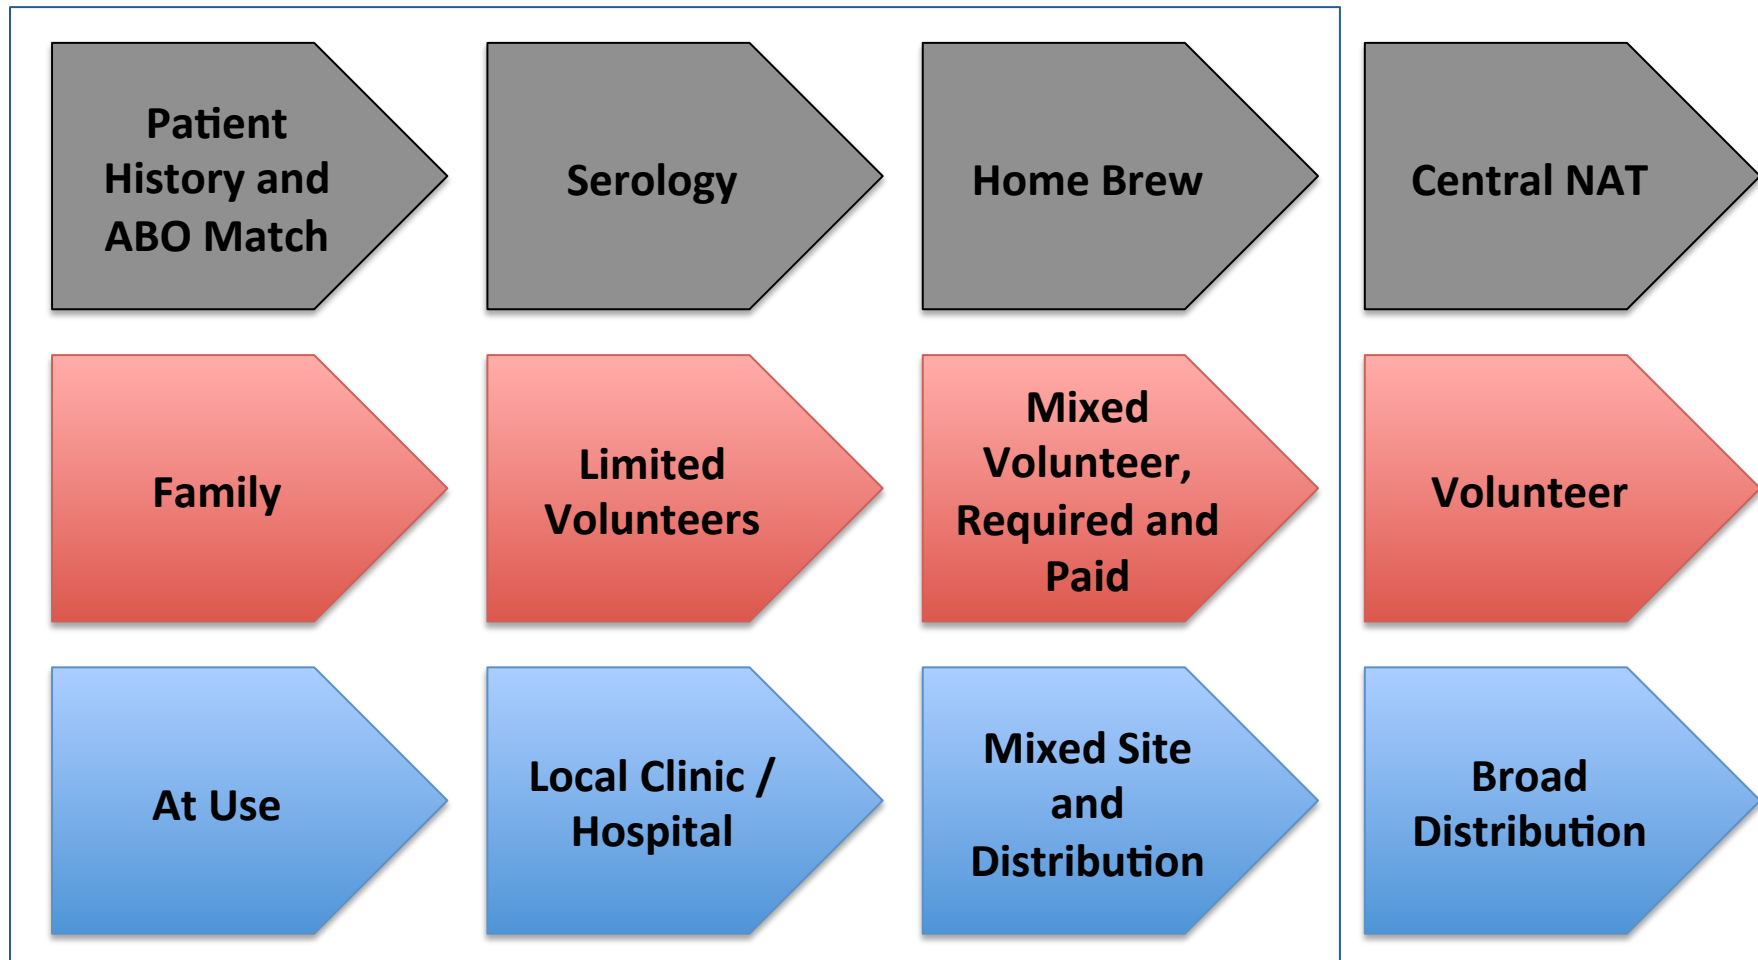 Patient
History and
ABO Match
Serology
Home Brew
Central NAT
Family
Limited
Volunteers
Mixed
Volunteer,
Required and
Paid
Volunteer
At Use
Local Clinic /
Hospital
Mixed Site
and
Distribution
Broad
Distribution